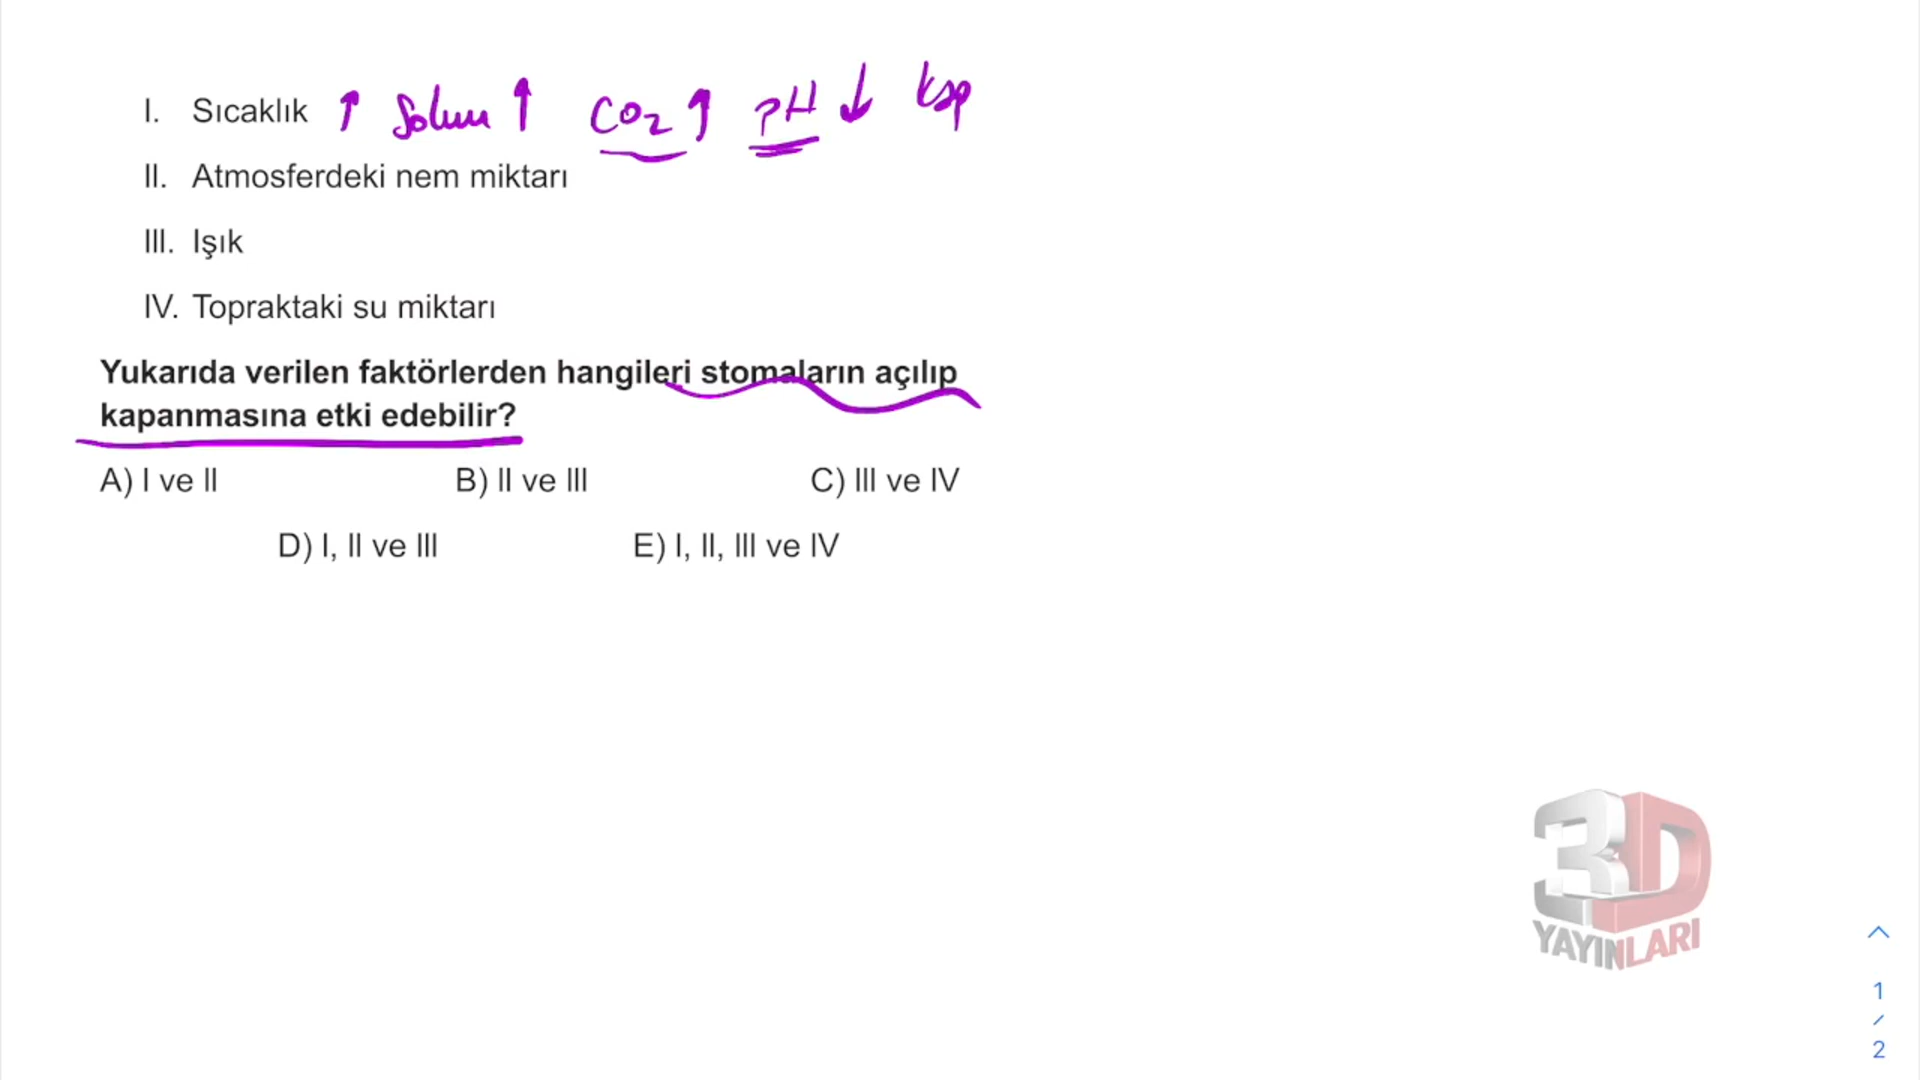 I. Sıcaklık ↑ Solum ↑ CO₂ ↑ pH ↓ kap
II. Atmosferdeki nem miktarı
III. Işık
IV. Topraktaki su miktarı
Yukarıda verilen faktörlerden hangileri stomaların açılıp
kapanmasına etki edebilir?
A) I ve II B) II ve III C) III ve IV
D) I, II ve III E) I, II, III ve IV
3D
YAYINLARI
1
/
2